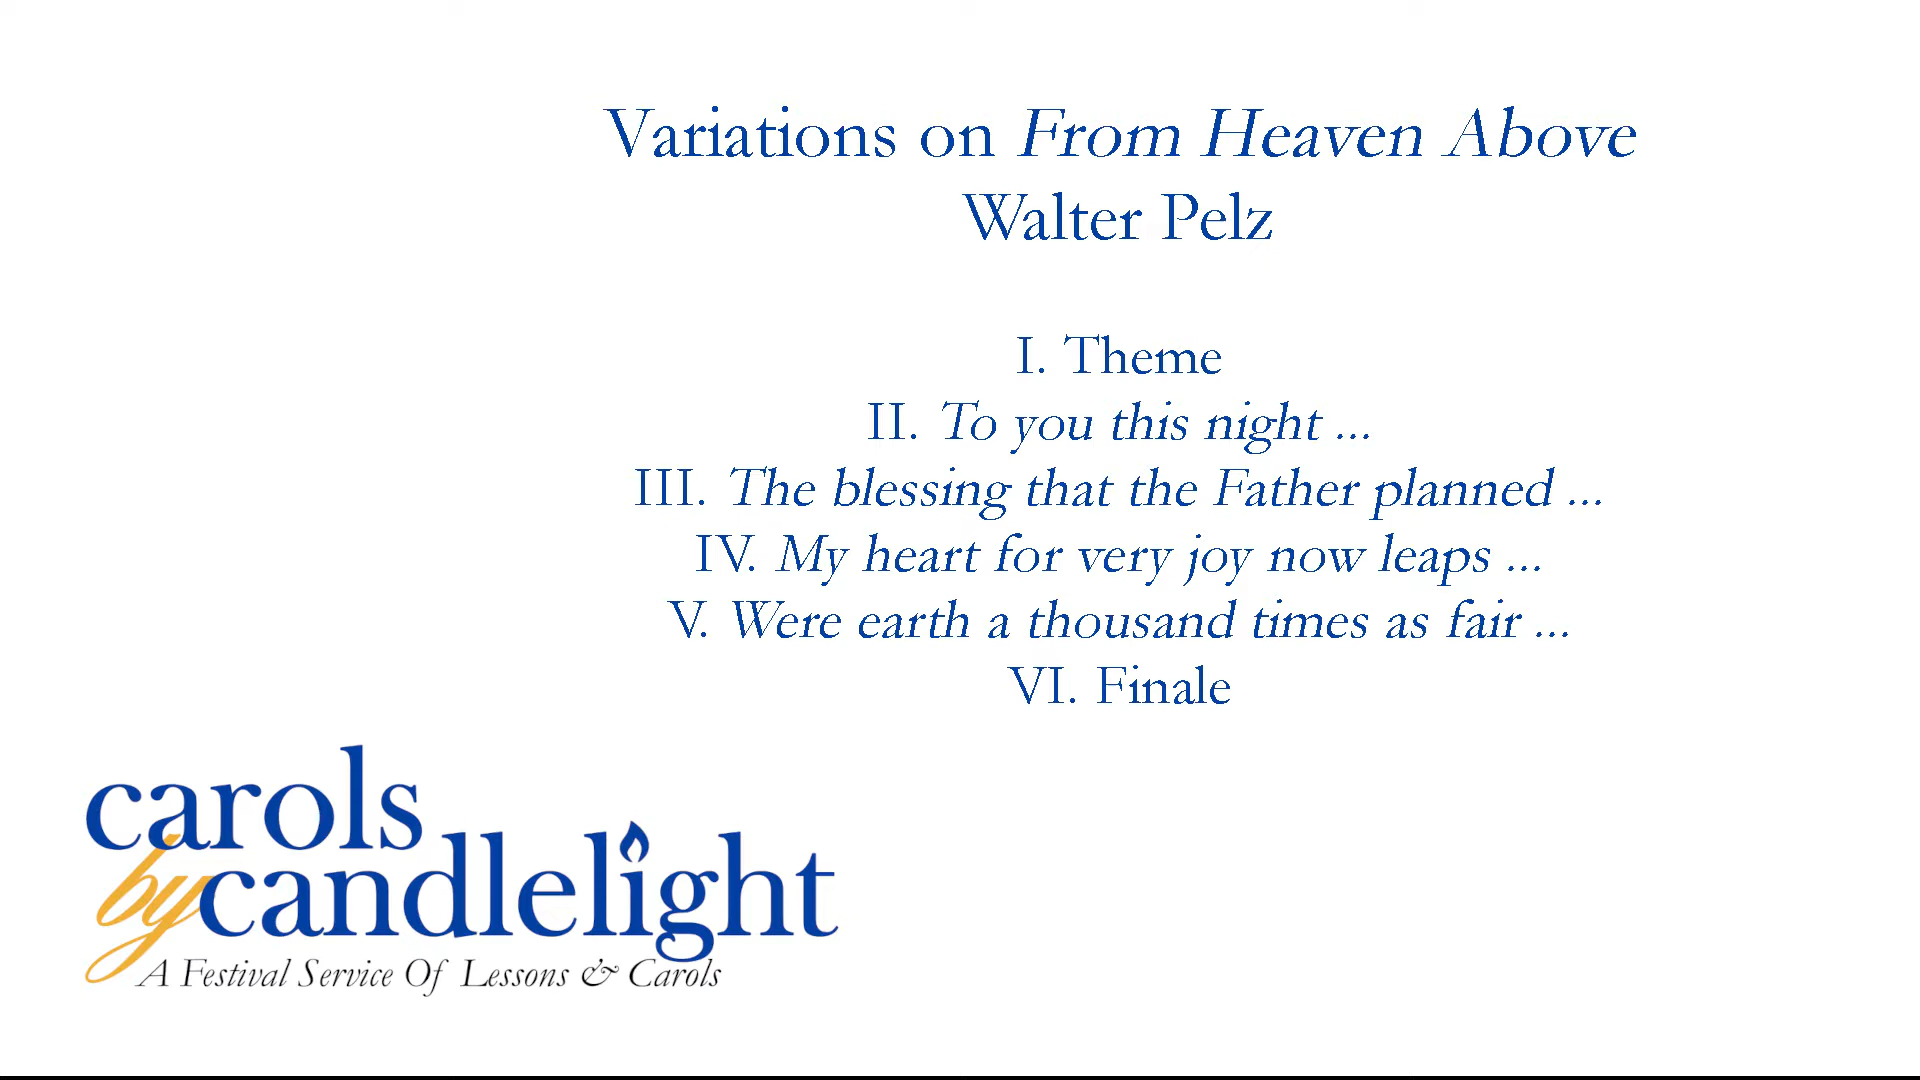 Variations on From Heaven Above
Walter Pelz
I. Theme
II. To you this night ...
III. The blessing that the Father planned ...
IV. My heart for very joy now leaps ...
V. Were earth a thousand times as fair ...
VI. Finale
carols
by candlelight
A Festival Service Of Lessons & Carols